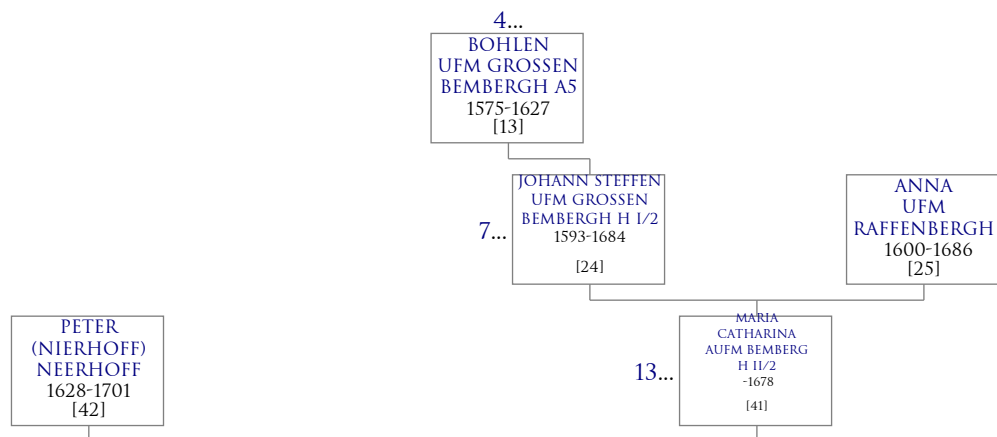 4...
BOHLEN
UFM GROSSEN
BEMBERGH A5
1575-1627
[13]
JOHANN STEFFEN
UFM GROSSEN
BEMBERGH H I/2
1593-1684
[24]
7...
ANNA
UFM
RAFFENBERGH
1600-1686
[25]
PETER
(NIERHOFF)
NEERHOFF
1628-1701
[42]
13...
MARIA
CATHARINA
AUFM BEMBERG
H II/2
-1678
[41]